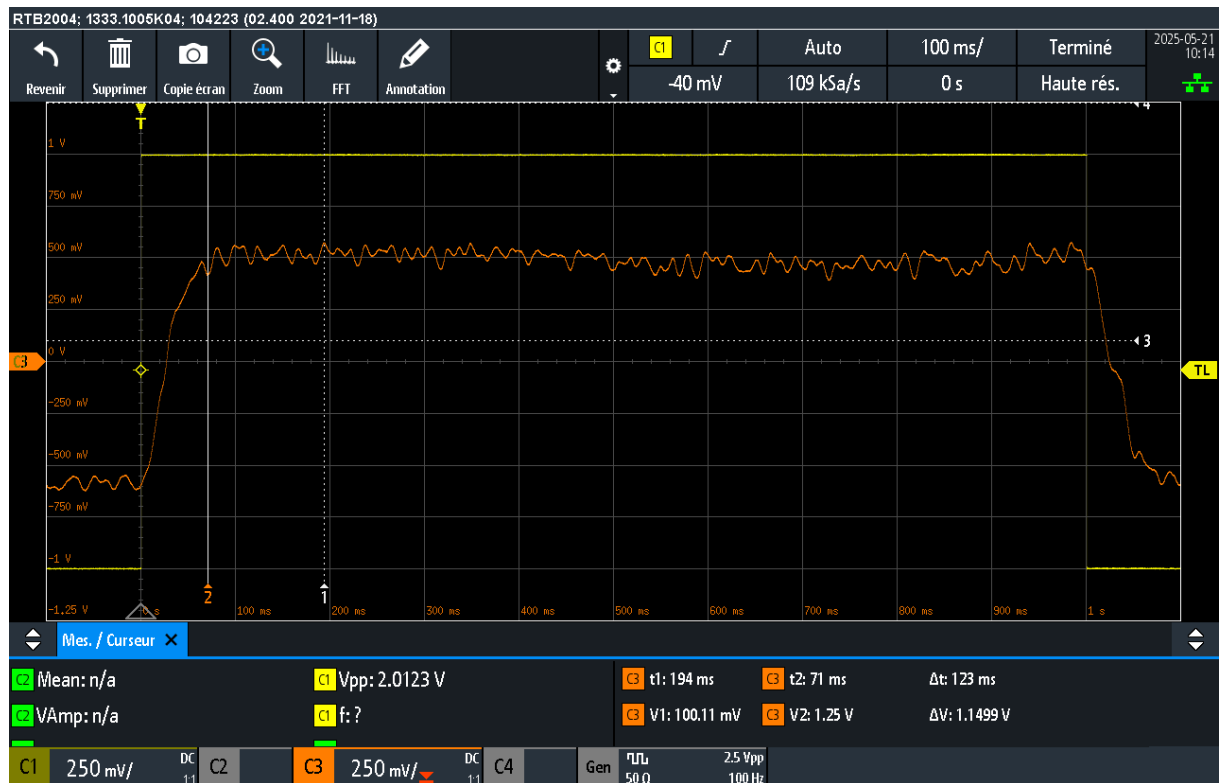 RTB2004; 1333.1005K04; 104223 (02.400 2021-11-18)
C1 Auto 100 ms/ Terminé 2025-05-21
10:14
Revenir Supprimer Copie écran Zoom FFT Annotation
-40 mV 109 kSa/s 0 s Haute rés.
T
4
1 V
750 mV
500 mV
250 mV
3
0 V
C3
TL
-250 mV
-500 mV
-750 mV
-1 V
2 1
-1.25 V 0 s 100 ms 200 ms 300 ms 400 ms 500 ms 600 ms 700 ms 800 ms 900 ms 1 s
Mes. / Curseur
C2 Mean: n/a C1 Vpp: 2.0123 V C3 t1: 194 ms C3 t2: 71 ms Δt: 123 ms
C2 VAmp: n/a C1 f: ? C3 V1: 100.11 mV C3 V2: 1.25 V ΔV: 1.1499 V
C1 250 mV/ DC 1:1 C2 C3 250 mV/ DC 1:1 C4 Gen 2.5 Vpp
50 Ω 100 Hz